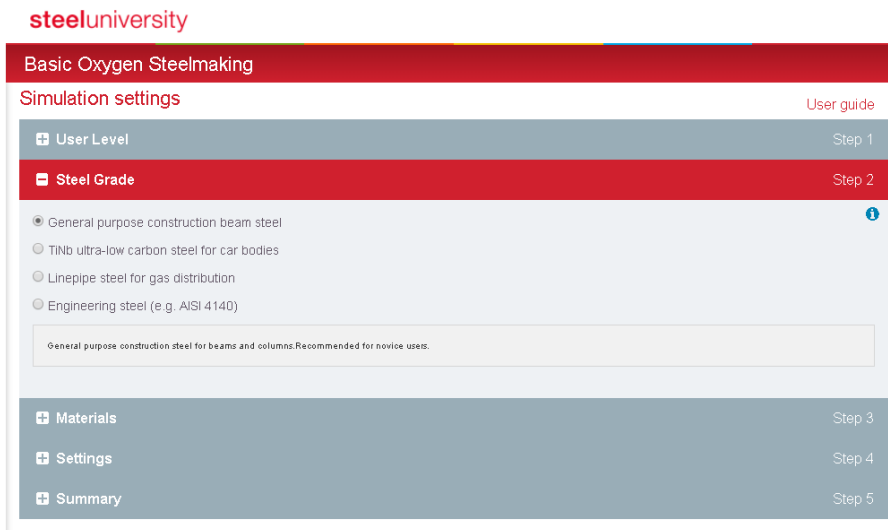 steeluniversity
Basic Oxygen Steelmaking
Simulation settings
User guide
User Level Step 1
Steel Grade Step 2
General purpose construction beam steel
TiNb ultra-low carbon steel for car bodies
Linepipe steel for gas distribution
Engineering steel (e.g. AISI 4140)
General purpose construction steel for beams and columns.Recommended for novice users.
Materials Step 3
Settings Step 4
Summary Step 5